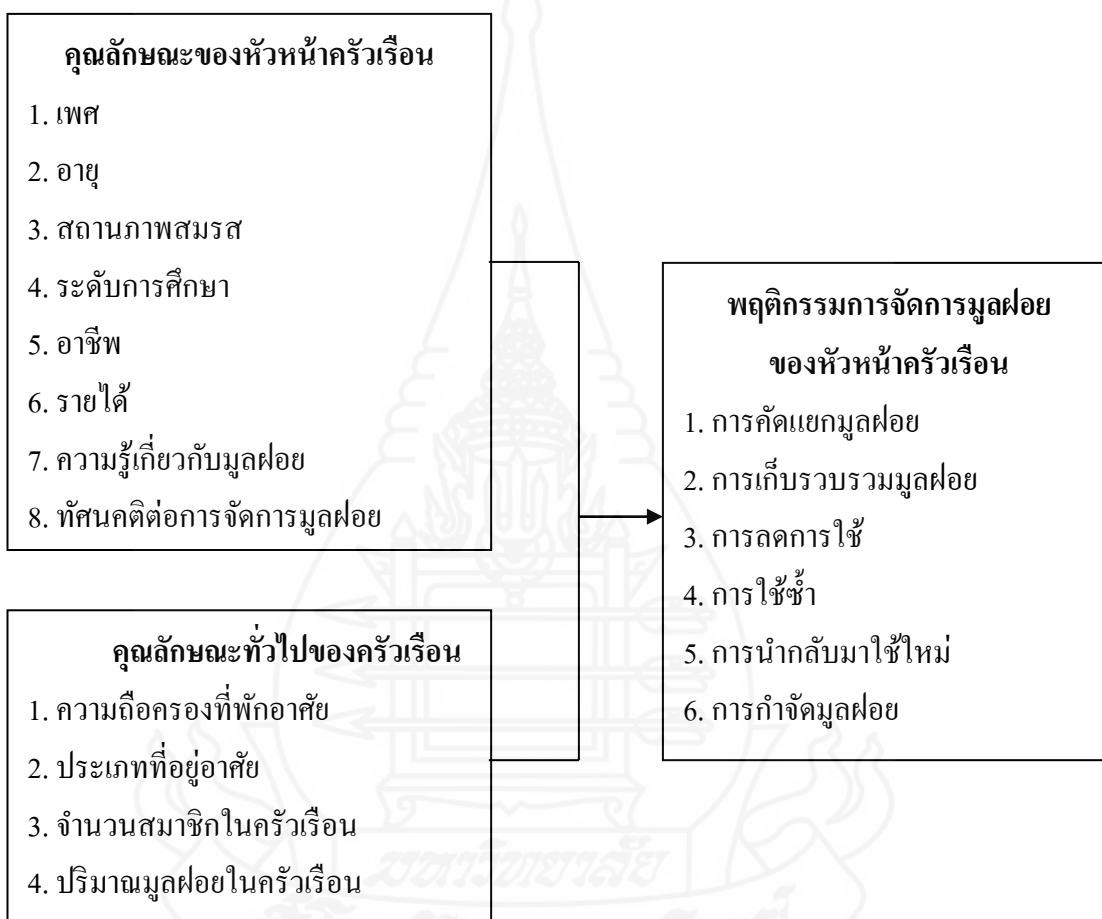 คุณลักษณะของหัวหน้าครัวเรือน
1. เพศ
2. อายุ
3. สถานภาพสมรส
4. ระดับการศึกษา
5. อาชีพ
6. รายได้
7. ความรู้เกี่ยวกับมูลฝอย
8. ทัศนคติต่อการจัดการมูลฝอย
คุณลักษณะทั่วไปของครัวเรือน
1. ความถือครองที่พักอาศัย
2. ประเภทที่อยู่อาศัย
3. จำนวนสมาชิกในครัวเรือน
4. ปริมาณมูลฝอยในครัวเรือน
พฤติกรรมการจัดการมูลฝอย
ของหัวหน้าครัวเรือน
1. การคัดแยกมูลฝอย
2. การเก็บรวบรวมมูลฝอย
3. การลดการใช้
4. การใช้ซ้ำ
5. การนำกลับมาใช้ใหม่
6. การกำจัดมูลฝอย
มหาวิทยาลัย